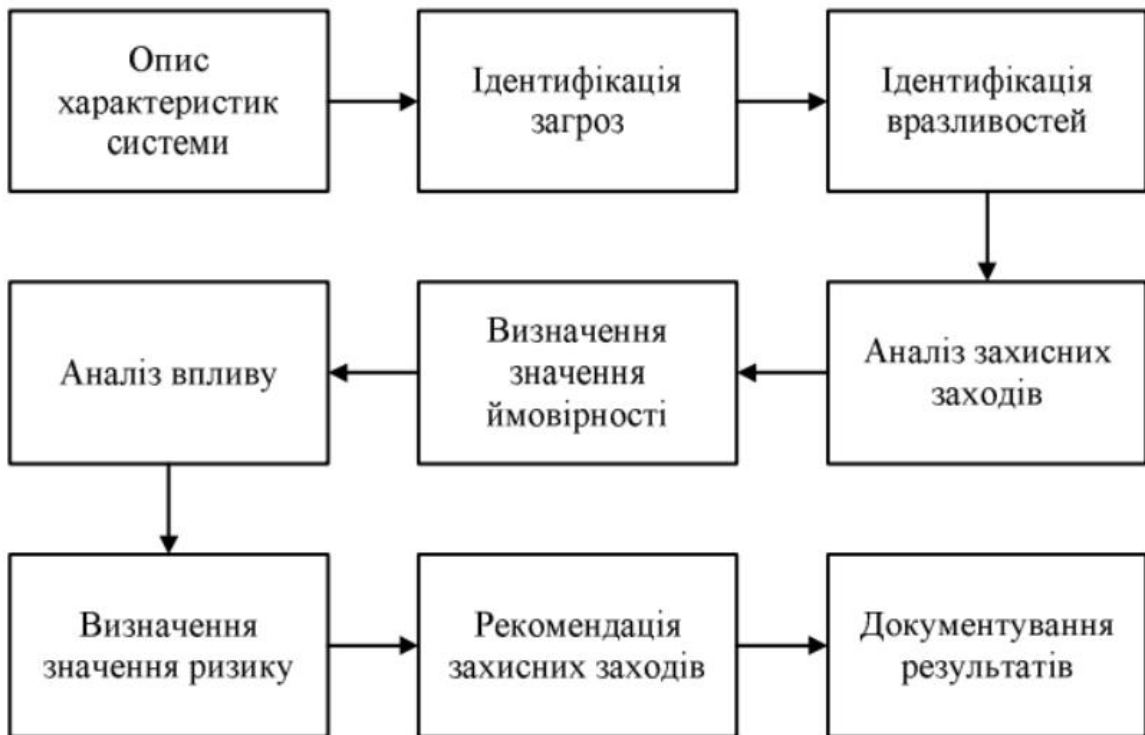 Опис
характеристик
системи
Ідентифікація
загроз
Ідентифікація
вразливостей
Аналіз захисних
заходів
Визначення
значення
ймовірності
Аналіз впливу
Визначення
значення ризику
Рекомендація
захисних заходів
Документування
результатів